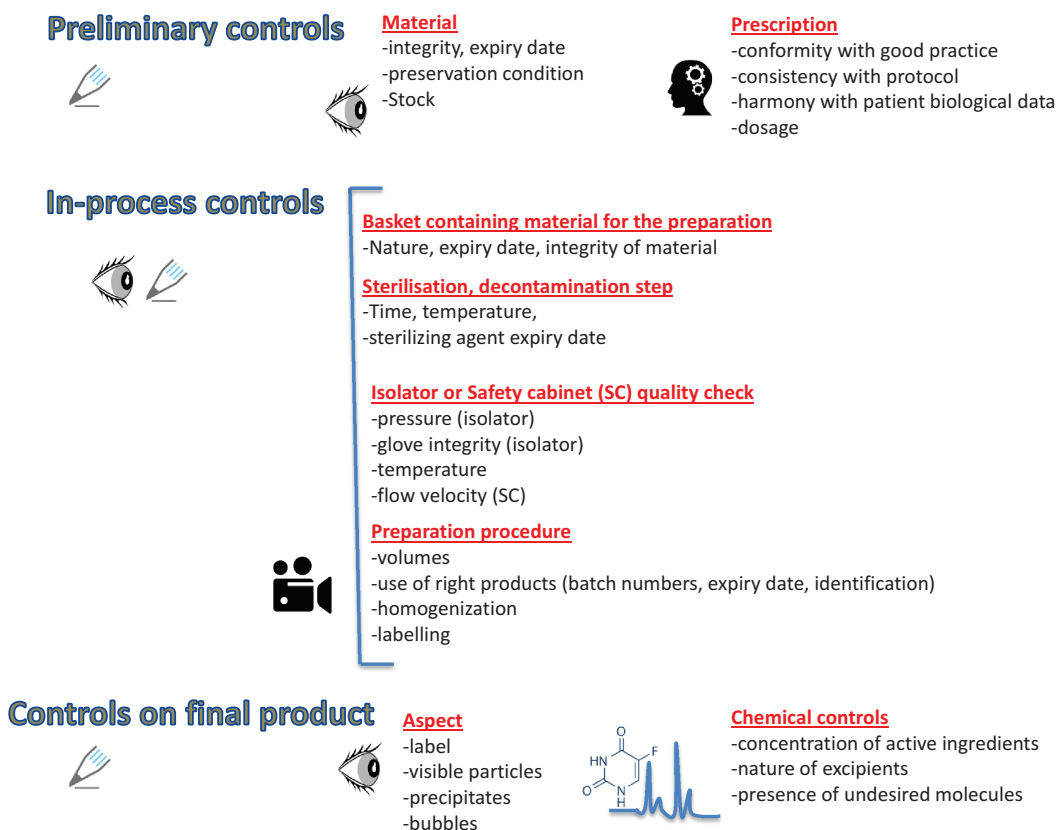 Preliminary controls
Material
-integrity, expiry date
-preservation condition
-Stock
Prescription
-conformity with good practice
-consistency with protocol
-harmony with patient biological data
-dosage
In-process controls
Basket containing material for the preparation
-Nature, expiry date, integrity of material
Sterilisation, decontamination step
-Time, temperature,
-sterilizing agent expiry date
Isolator or Safety cabinet (SC) quality check
-pressure (isolator)
-glove integrity (isolator)
-temperature
-flow velocity (SC)
Preparation procedure
-volumes
-use of right products (batch numbers, expiry date, identification)
-homogenization
-labelling
Controls on final product
Aspect
-label
-visible particles
-precipitates
-bubbles
O
F
HN
O
N
H
Chemical controls
-concentration of active ingredients
-nature of excipients
-presence of undesired molecules